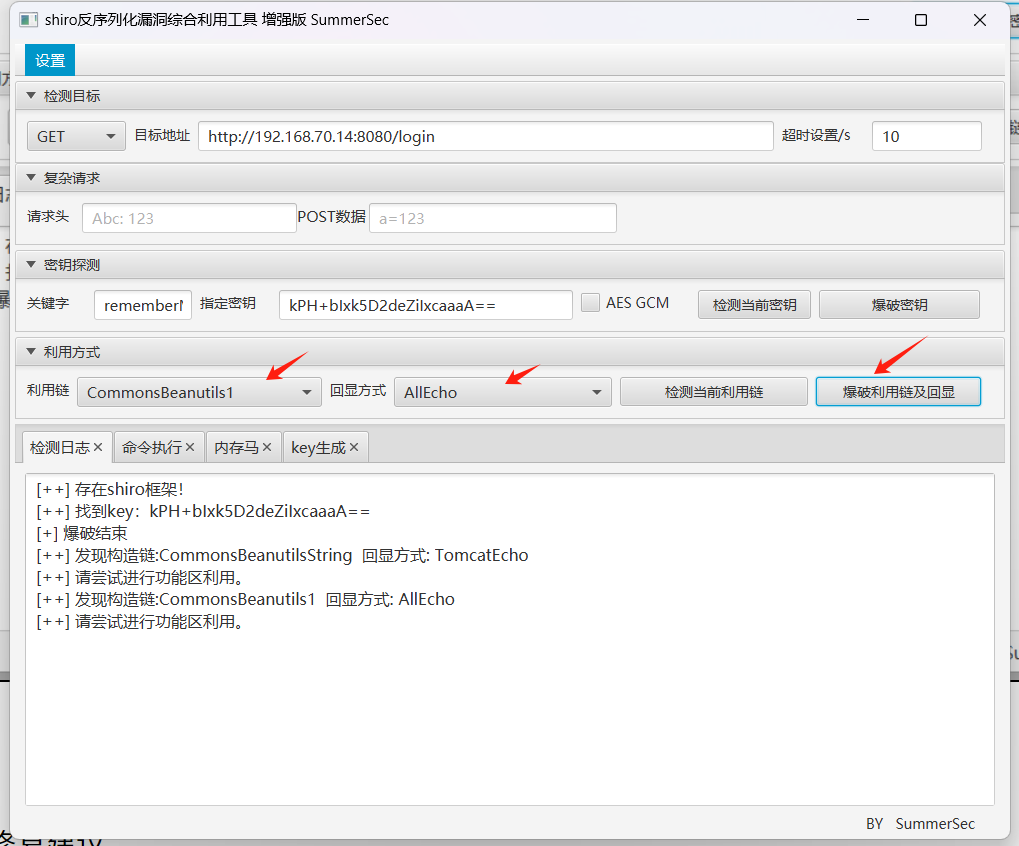 shiro反序列化漏洞综合利用工具 增强版 SummerSec
设置
检测目标
GET 目标地址 http://192.168.70.14:8080/login 超时设置/s 10
复杂请求
请求头 Abc: 123 POST数据 a=123
密钥探测
关键字 rememberM 指定密钥 kPH+bIxk5D2deZiIxcaaaA== AES GCM 检测当前密钥 爆破密钥
利用方式
利用链 CommonsBeanutils1 回显方式 AllEcho 检测当前利用链 爆破利用链及回显
检测日志 × 命令执行 × 内存马 × key生成 ×
[++] 存在shiro框架!
[++] 找到key：kPH+bIxk5D2deZiIxcaaaA==
[+] 爆破结束
[++] 发现构造链:CommonsBeanutilsString 回显方式: TomcatEcho
[++] 请尝试进行功能区利用。
[++] 发现构造链:CommonsBeanutils1 回显方式: AllEcho
[++] 请尝试进行功能区利用。
BY SummerSec